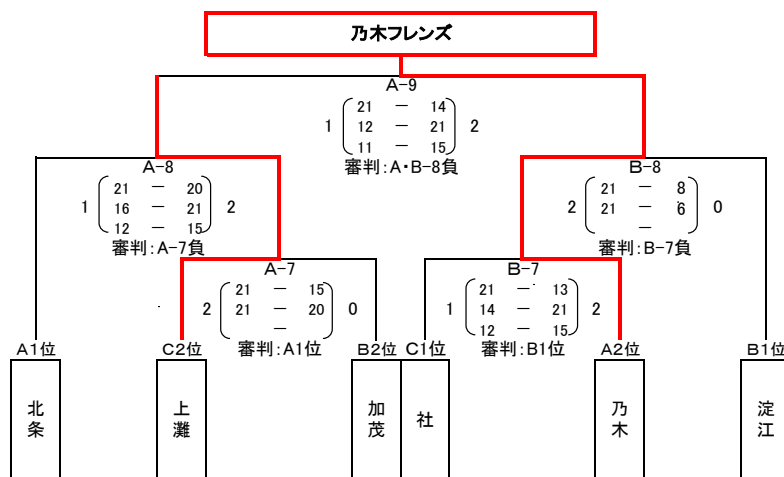 乃木フレンズ
A-9
21 － 14
1 12 － 21 2
11 － 15
審判：A・B-8負
A-8
21 － 20
1 16 － 21 2
12 － 15
審判：A-7負
B-8
21 － 8
2 21 － 6 0
－
審判：B-7負
A-7
21 － 15
2 21 － 20 0
－
審判：A1位
B-7
21 － 13
1 14 － 21 2
12 － 15
審判：B1位
A1位
C2位
B2位
C1位
A2位
B1位
北条
上灘
加茂
社
乃木
淀江